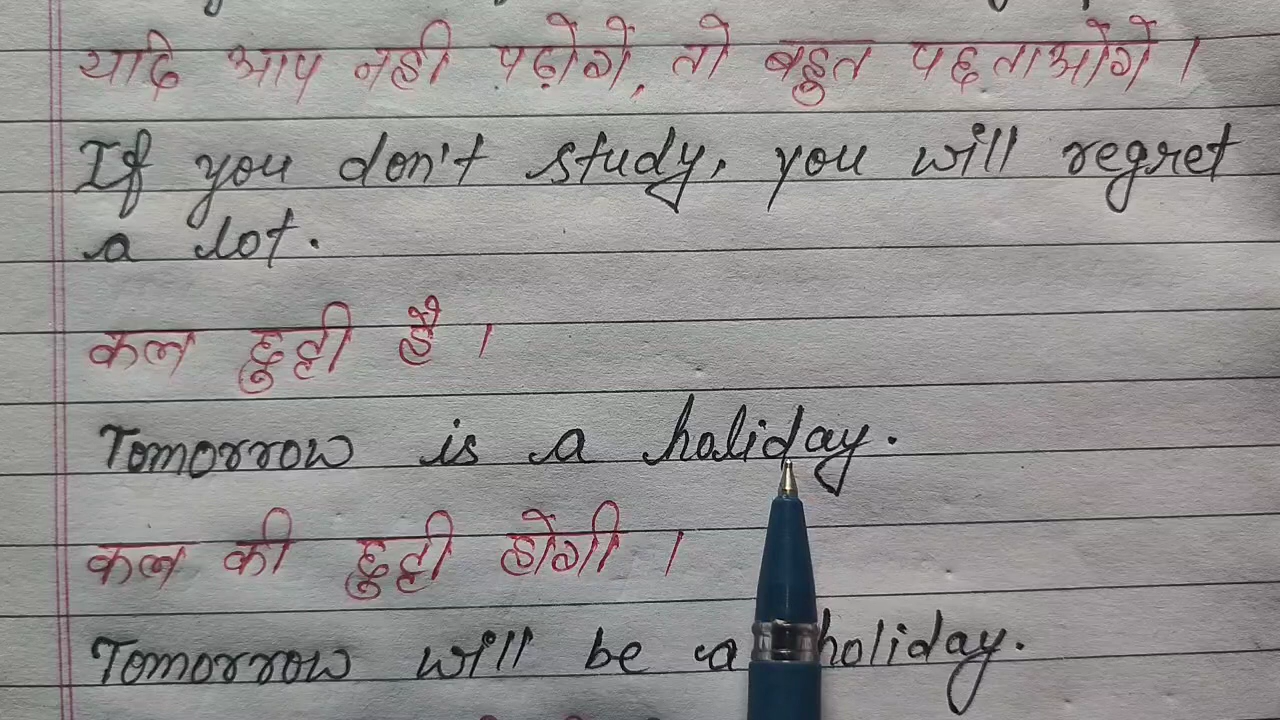 यदि आप नही पढ़ोगें, तो बहुत पछताओगें।
If you don't study, you will regret
a lot.
कल छुट्टी है।
Tomorrow is a holiday.
कल की छुट्टी होगी।
Tomorrow will be a holiday.